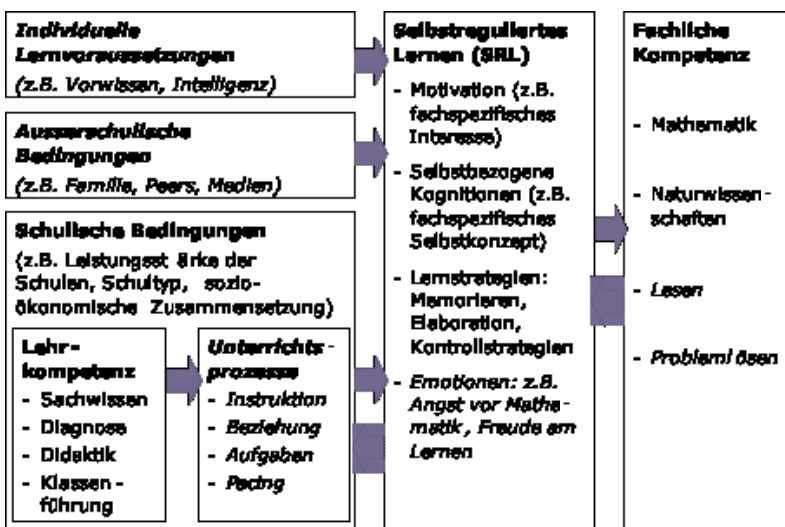 Individuelle
Lernvoraussetzungen
(z.B. Vorwissen, Intelligenz)
Ausserschulische
Bedingungen
(z.B. Familie, Peers, Medien)
Schulische Bedingungen
(z.B. Leistungsstärke der
Schulen, Schultyp, sozio-
ökonomische Zusammensetzung)
Lehr-
kompetenz
- Sachwissen
- Diagnose
- Didaktik
- Klassen-
führung
Unterrichts-
prozesse
- Instruktion
- Beziehung
- Aufgaben
- Pacing
Selbstreguliertes
Lernen (SRL)
- Motivation (z.B.
fachspezifisches
Interesse)
- Selbstbezogene
Kognitionen (z.B.
fachspezifisches
Selbstkonzept)
- Lernstrategien:
Memorieren,
Elaboration,
Kontrollstrategien
- Emotionen: z.B.
Angst vor Mathe-
matik, Freude am
Lernen
Fachliche
Kompetenz
- Mathematik
- Naturwissen-
schaften
- Lesen
- Problemlösen